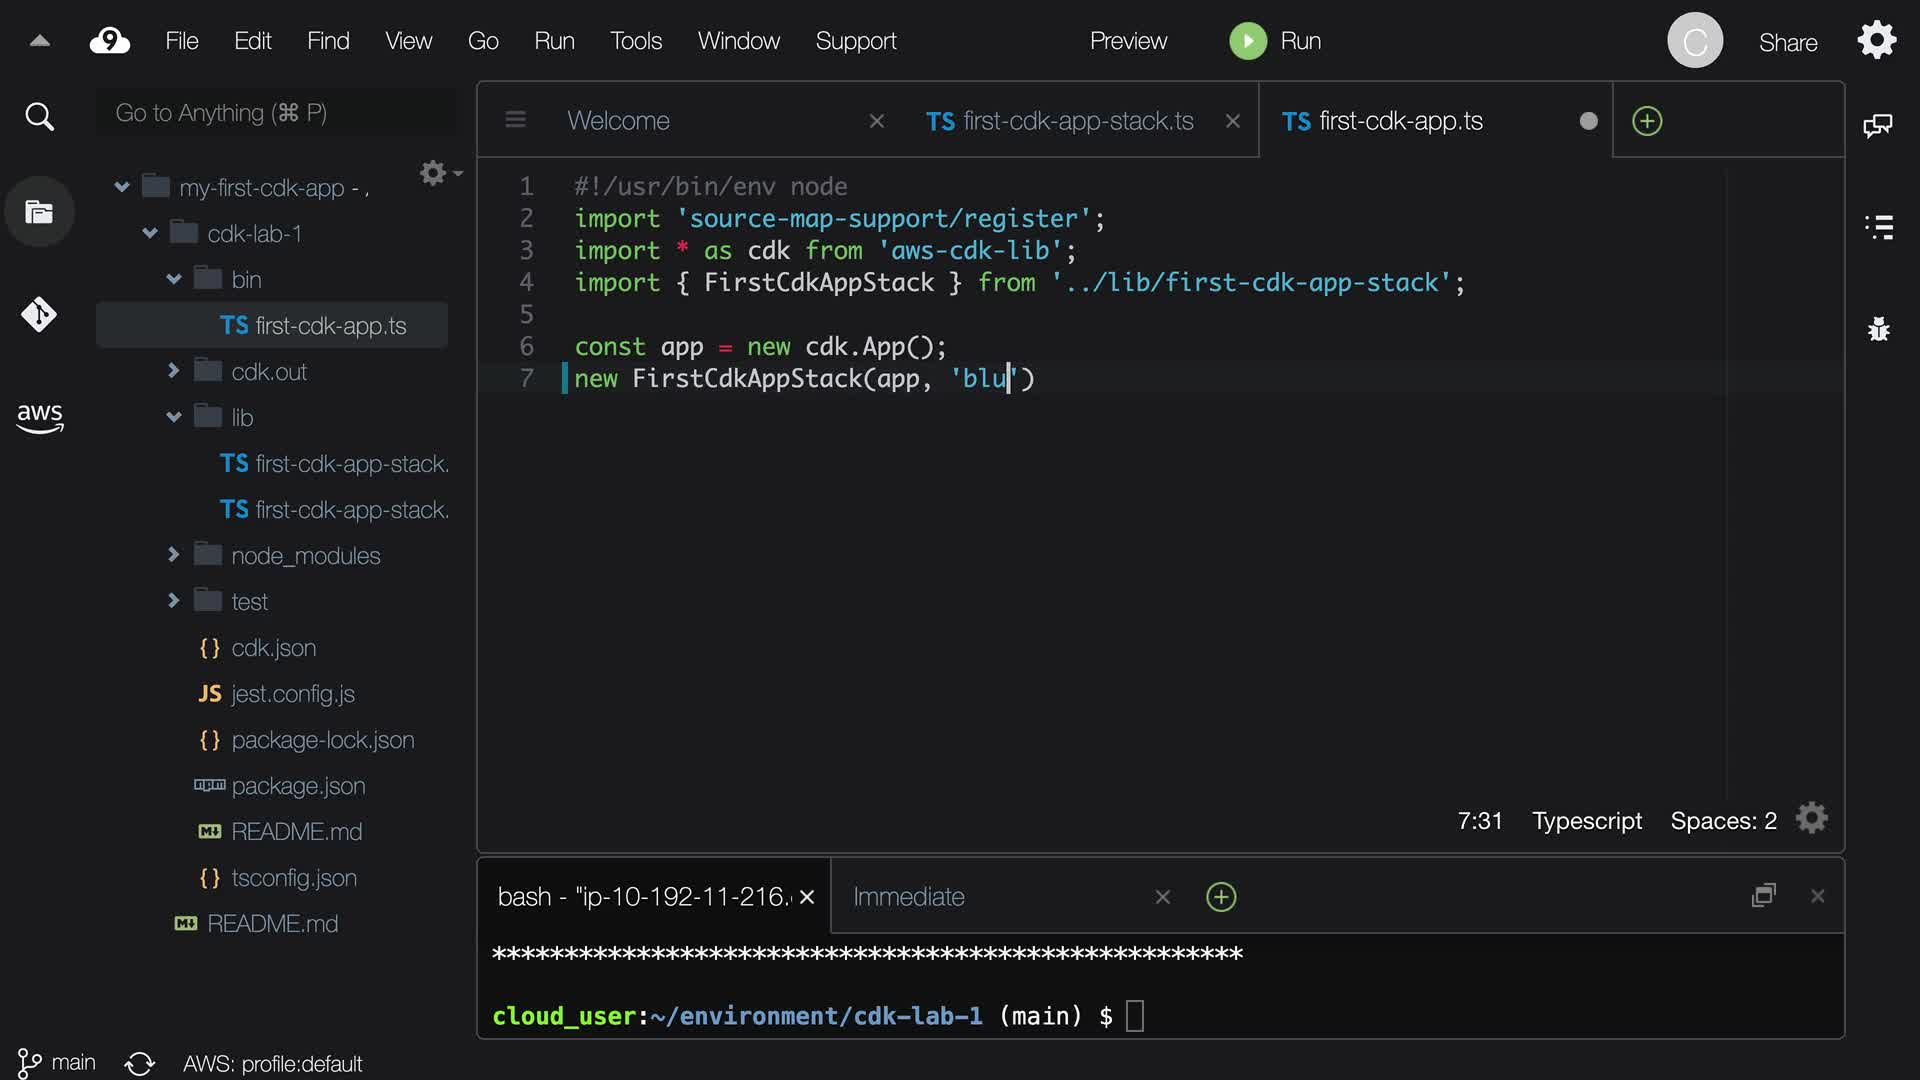 9 File Edit Find View Go Run Tools Window Support Preview Run C Share
Go to Anything (⌘ P)
Welcome
TS first-cdk-app-stack.ts
TS first-cdk-app.ts
my-first-cdk-app - /
cdk-lab-1
bin
TS first-cdk-app.ts
cdk.out
lib
TS first-cdk-app-stack.
TS first-cdk-app-stack.
node_modules
test
{} cdk.json
JS jest.config.js
{} package-lock.json
package.json
M↓ README.md
{} tsconfig.json
M↓ README.md
aws
1 #!/usr/bin/env node
2 import 'source-map-support/register';
3 import * as cdk from 'aws-cdk-lib';
4 import { FirstCdkAppStack } from '../lib/first-cdk-app-stack';
5
6 const app = new cdk.App();
7 new FirstCdkAppStack(app, 'blu')
7:31 Typescript Spaces: 2
bash - "ip-10-192-11-216.
Immediate
****************************************************
cloud_user:~/environment/cdk-lab-1 (main) $
main AWS: profile:default